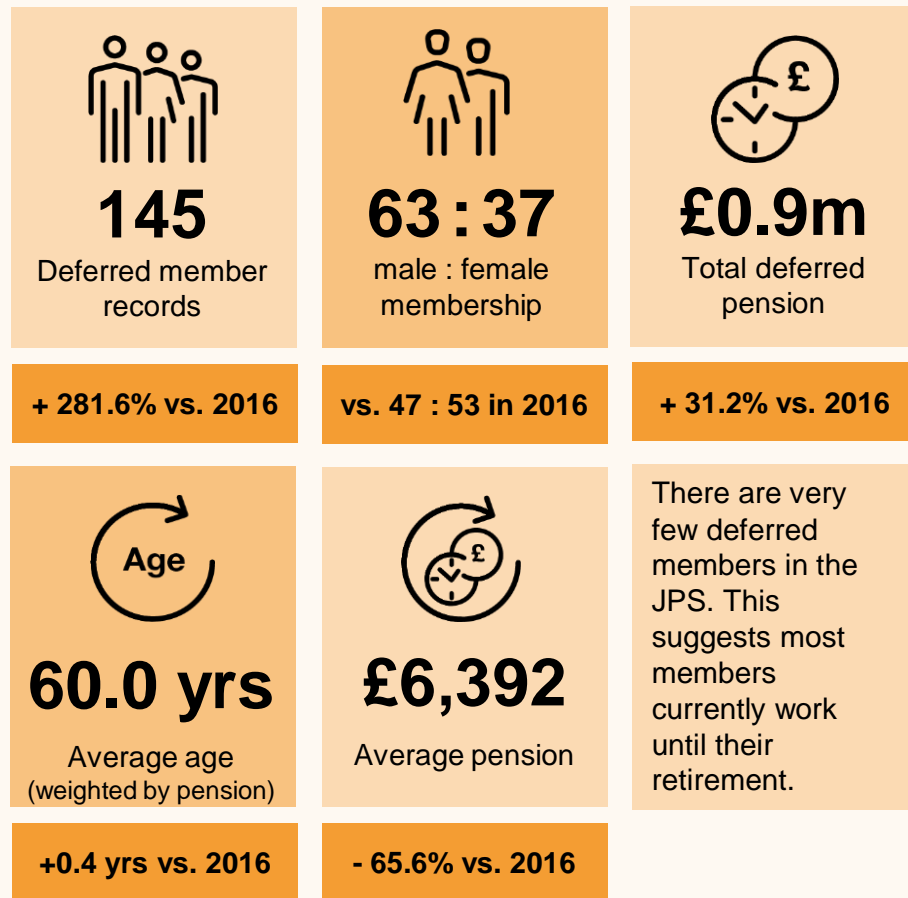 145
Deferred member
records
+ 281.6% vs. 2016
63 : 37
male : female
membership
vs. 47 : 53 in 2016
£
£0.9m
Total deferred
pension
+ 31.2% vs. 2016
Age
60.0 yrs
Average age
(weighted by pension)
+0.4 yrs vs. 2016
£
£6,392
Average pension
- 65.6% vs. 2016
There are very
few deferred
members in the
JPS. This
suggests most
members
currently work
until their
retirement.